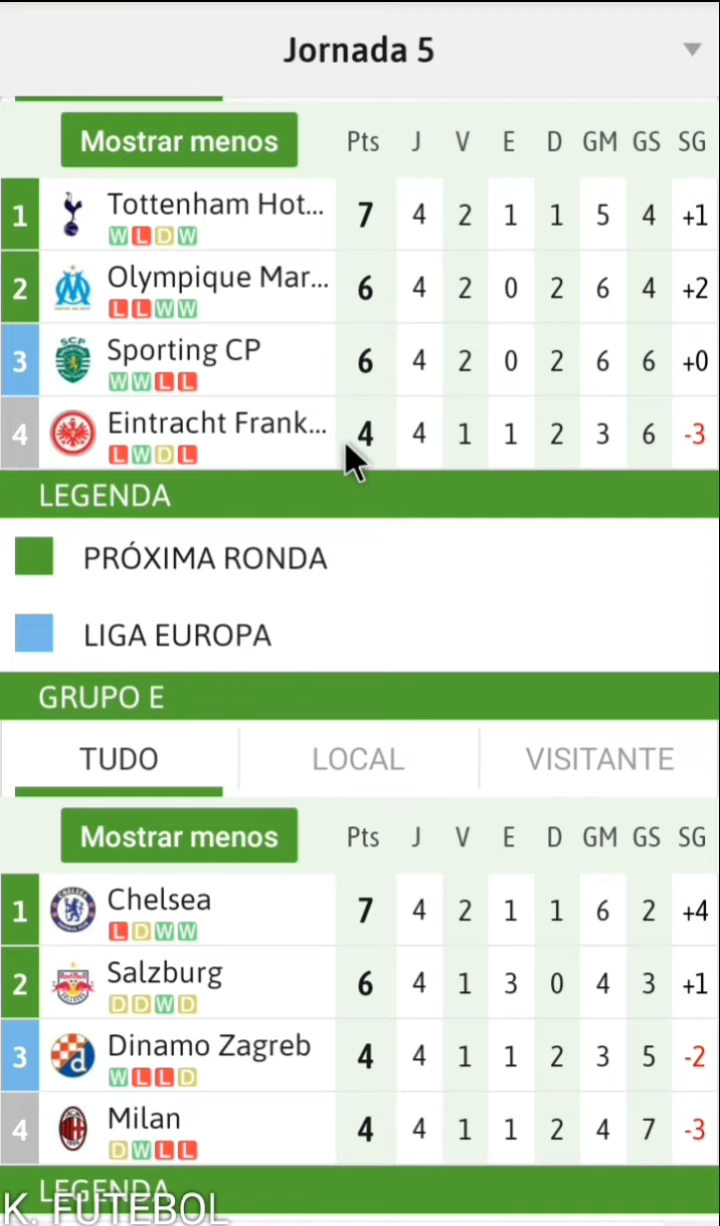 Jornada 5
Mostrar menos Pts J V E D GM GS SG
1 Tottenham Hot... 7 4 2 1 1 5 4 +1
W L D W
2 Olympique Mar... 6 4 2 0 2 6 4 +2
L L W W
3 Sporting CP 6 4 2 0 2 6 6 +0
W W L L
4 Eintracht Frank... 4 4 1 1 2 3 6 -3
L W D L
LEGENDA
PRÓXIMA RONDA
LIGA EUROPA
GRUPO E
TUDO LOCAL VISITANTE
Mostrar menos Pts J V E D GM GS SG
1 Chelsea 7 4 2 1 1 6 2 +4
L D W W
2 Salzburg 6 4 1 3 0 4 3 +1
D D W D
3 Dinamo Zagreb 4 4 1 1 2 3 5 -2
W L L D
4 Milan 4 4 1 1 2 4 7 -3
D W L L
LEGENDA
K. FUTEBOL